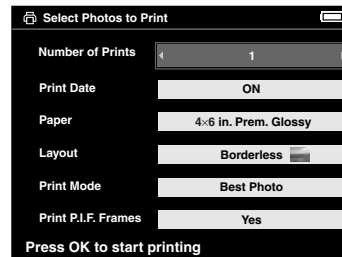 Select Photos to Print
Number of Prints 1
Print Date ON
Paper 4×6 in. Prem. Glossy
Layout Borderless
Print Mode Best Photo
Print P.I.F. Frames Yes
Press OK to start printing